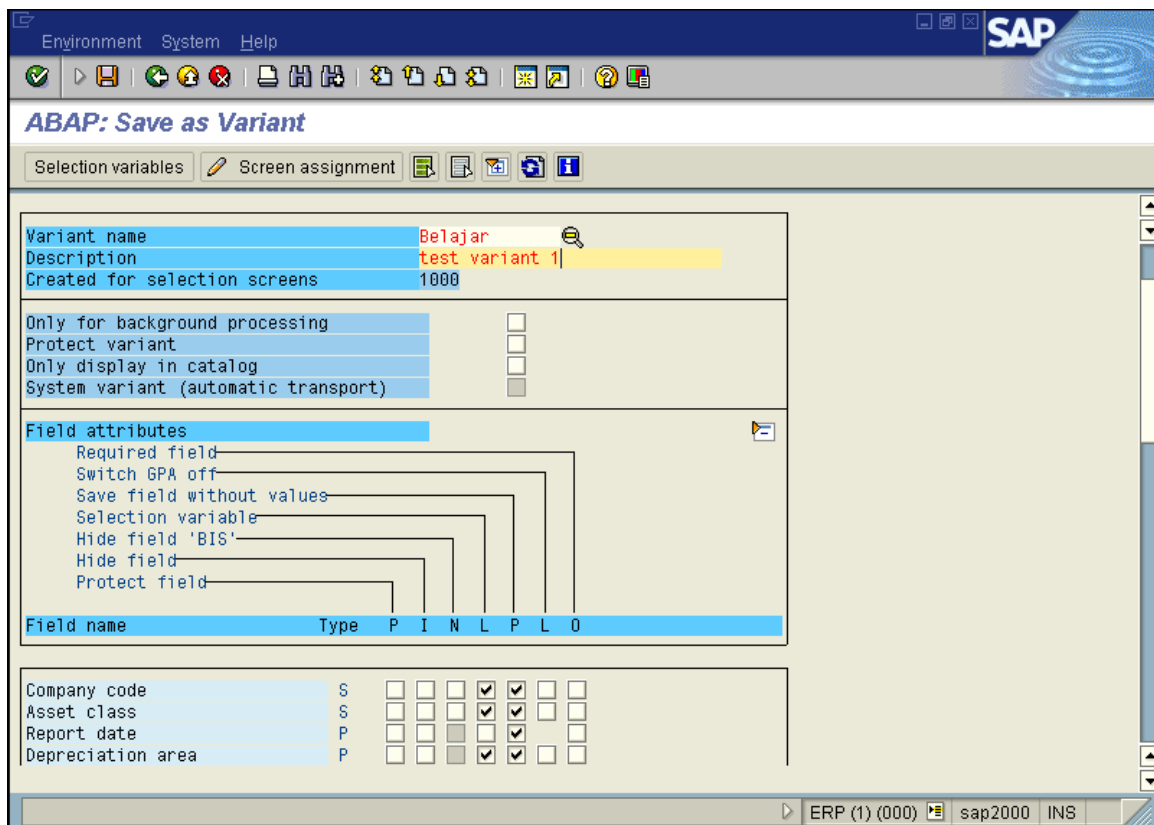 Environment System Help
SAP
ABAP: Save as Variant
Selection variables Screen assignment
Variant name Belajar
Description test variant 1
Created for selection screens 1000
Only for background processing
Protect variant
Only display in catalog
System variant (automatic transport)
Field attributes
Required field
Switch GPA off
Save field without values
Selection variable
Hide field 'BIS'
Hide field
Protect field
Field name Type P I N L P L O
Company code S
Asset class S
Report date P
Depreciation area P
ERP (1) (000) sap2000 INS